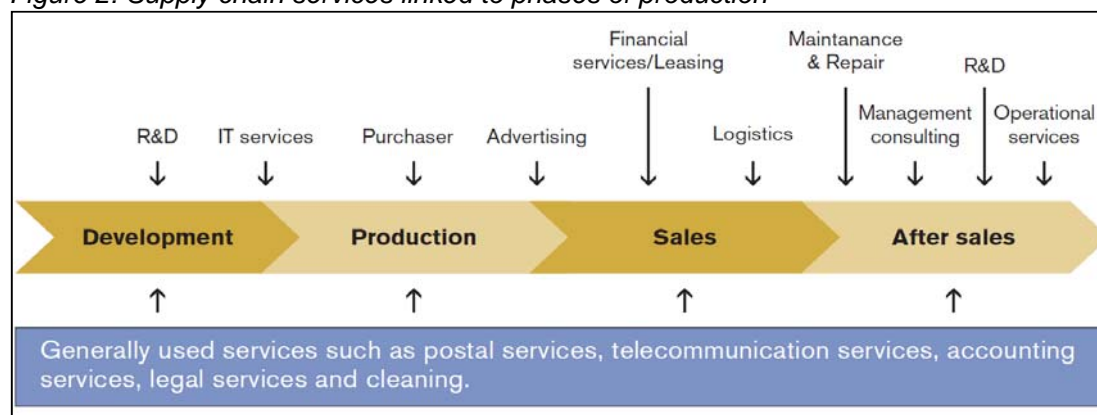 Figure 2: Supply chain services linked to phases of production
Financial
services/Leasing
Maintanance
& Repair
R&D
R&D
IT services
Purchaser
Advertising
Logistics
Management
consulting
Operational
services
Development
Production
Sales
After sales
Generally used services such as postal services, telecommunication services, accounting
services, legal services and cleaning.